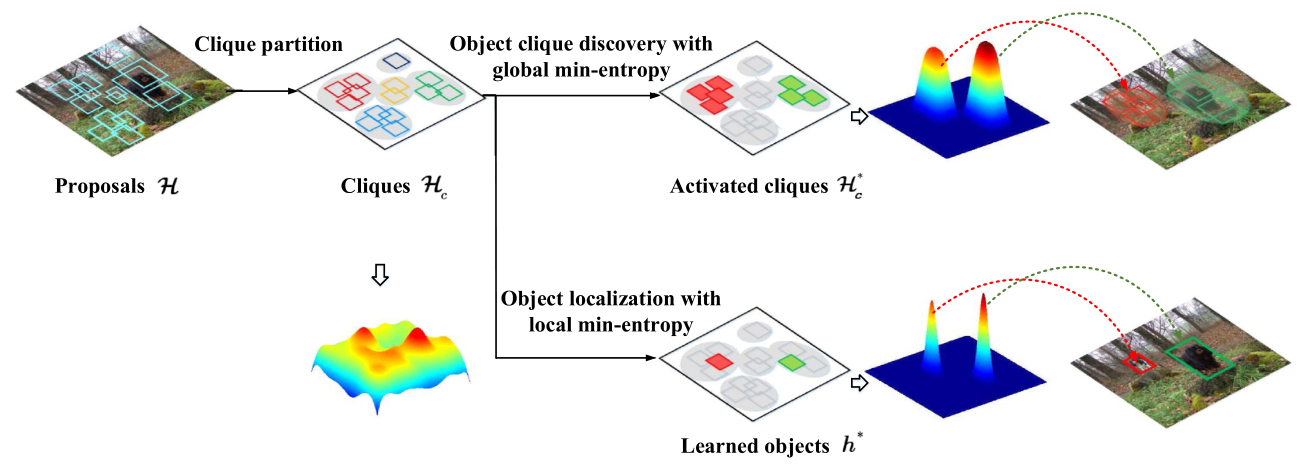 Clique partition
Object clique discovery with
global min-entropy
Proposals 𝓗
Cliques 𝓗c
Activated cliques 𝓗c*
Object localization with
local min-entropy
Learned objects h*